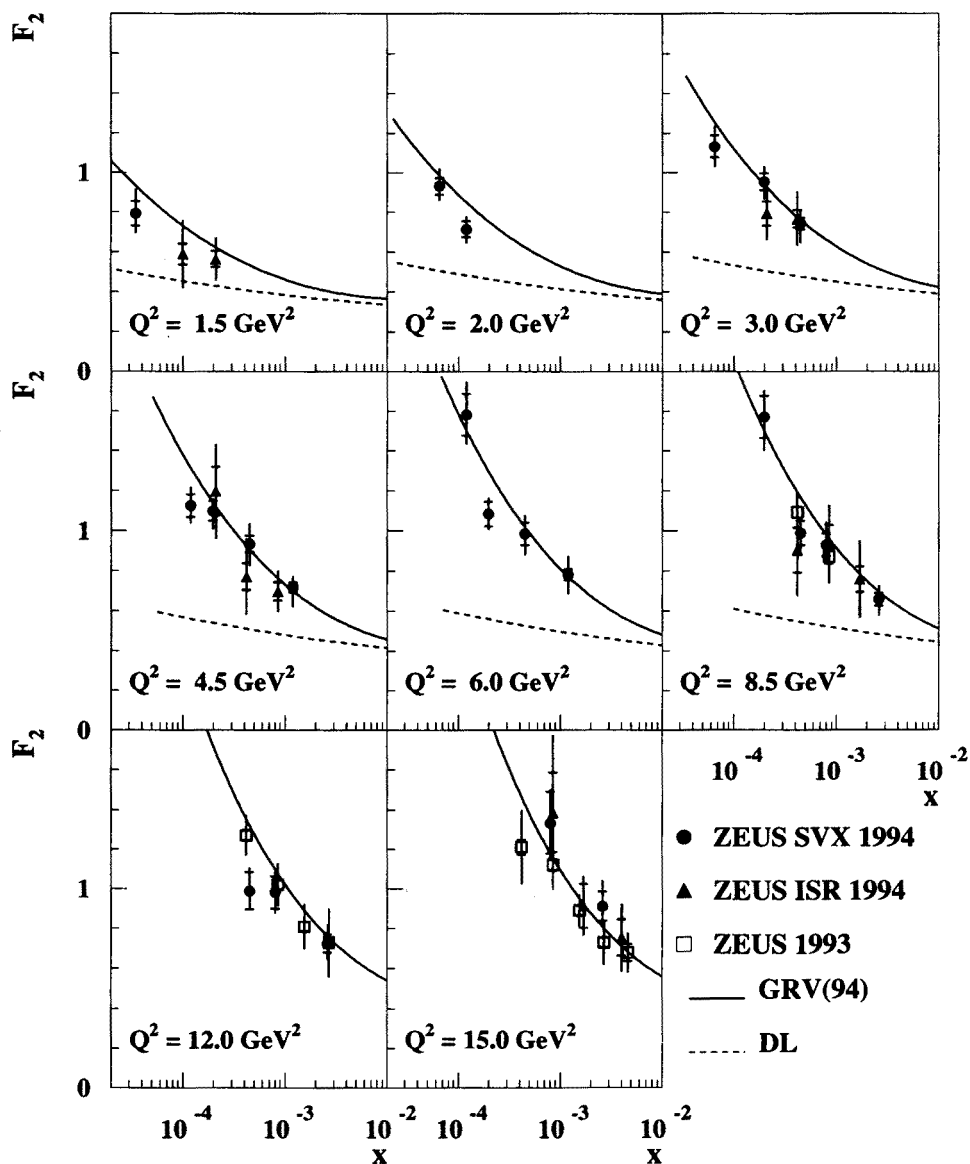 F2
1
Q² = 1.5 GeV²
Q² = 2.0 GeV²
Q² = 3.0 GeV²
F2
0
1
Q² = 4.5 GeV²
Q² = 6.0 GeV²
Q² = 8.5 GeV²
F2
0
10⁻⁴ 10⁻³ 10⁻²
x
1
Q² = 12.0 GeV²
Q² = 15.0 GeV²
ZEUS SVX 1994
ZEUS ISR 1994
ZEUS 1993
GRV(94)
DL
0
10⁻⁴ 10⁻³ 10⁻²
x
10⁻⁴ 10⁻³ 10⁻²
x